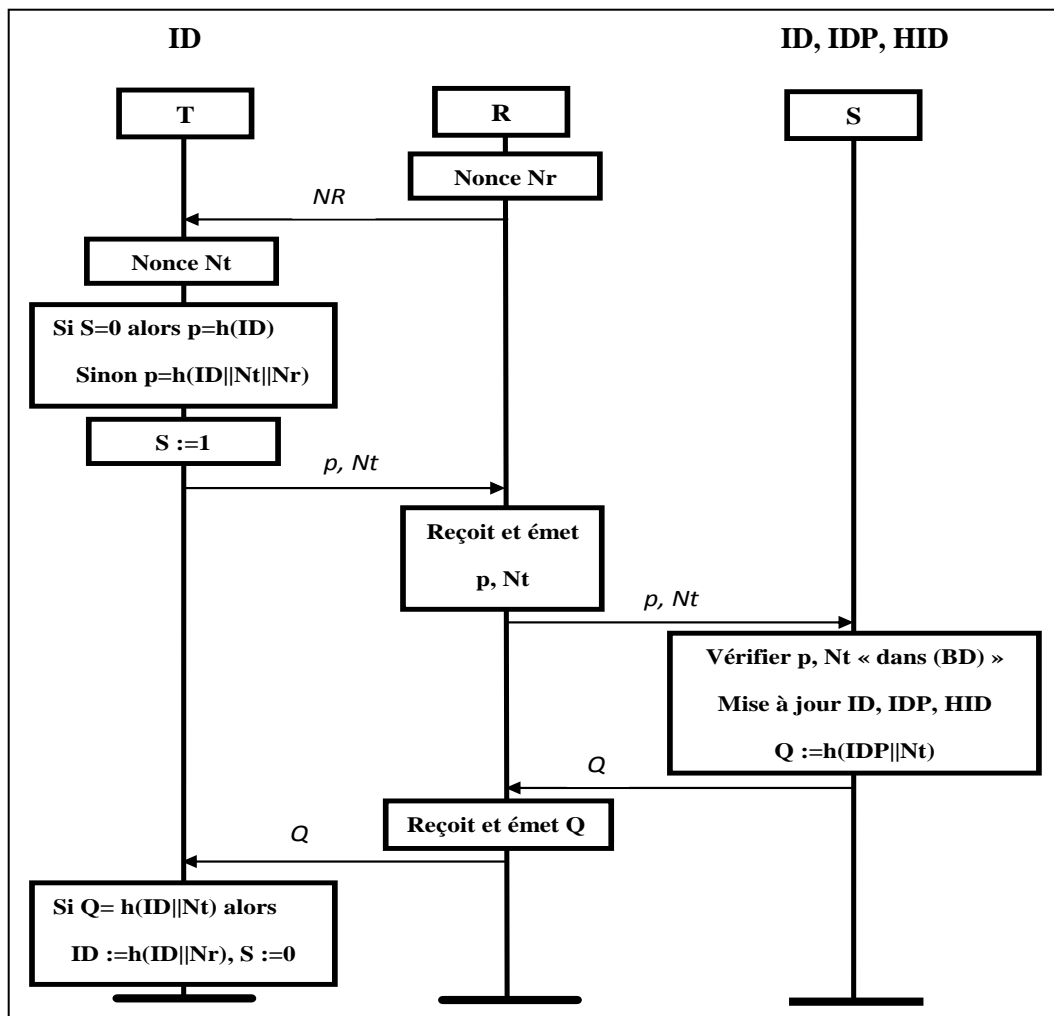 ID
ID, IDP, HID
T
R
S
Nonce Nr
NR
Nonce Nt
Si S=0 alors p=h(ID)
Sinon p=h(ID||Nt||Nr)
S :=1
p, Nt
Reçoit et émet
p, Nt
p, Nt
Vérifier p, Nt « dans (BD) »
Mise à jour ID, IDP, HID
Q :=h(IDP||Nt)
Q
Reçoit et émet Q
Q
Si Q= h(ID||Nt) alors
ID :=h(ID||Nr), S :=0